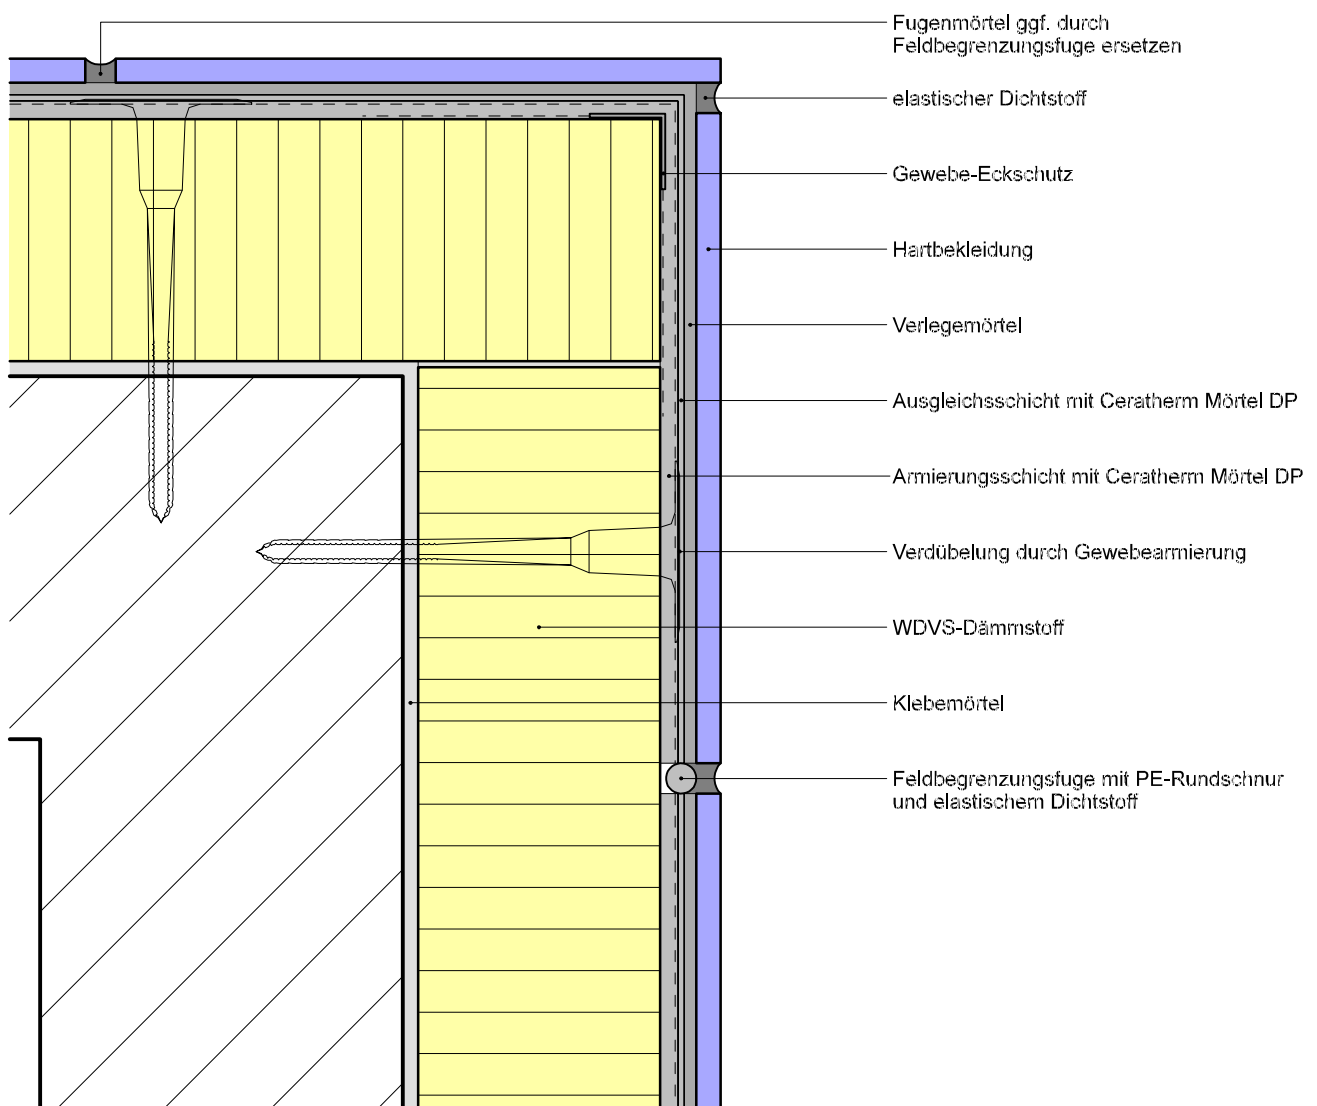 Fugenmörtel ggf. durch
Feldbegrenzungsfuge ersetzen
elastischer Dichtstoff
Gewebe-Eckschutz
Hartbekleidung
Verlegemörtel
Ausgleichsschicht mit Ceratherm Mörtel DP
Armierungsschicht mit Ceratherm Mörtel DP
Verdübelung durch Gewebearmierung
WDVS-Dämmstoff
Klebemörtel
Feldbegrenzungsfuge mit PE-Rundschnur
und elastischem Dichtstoff